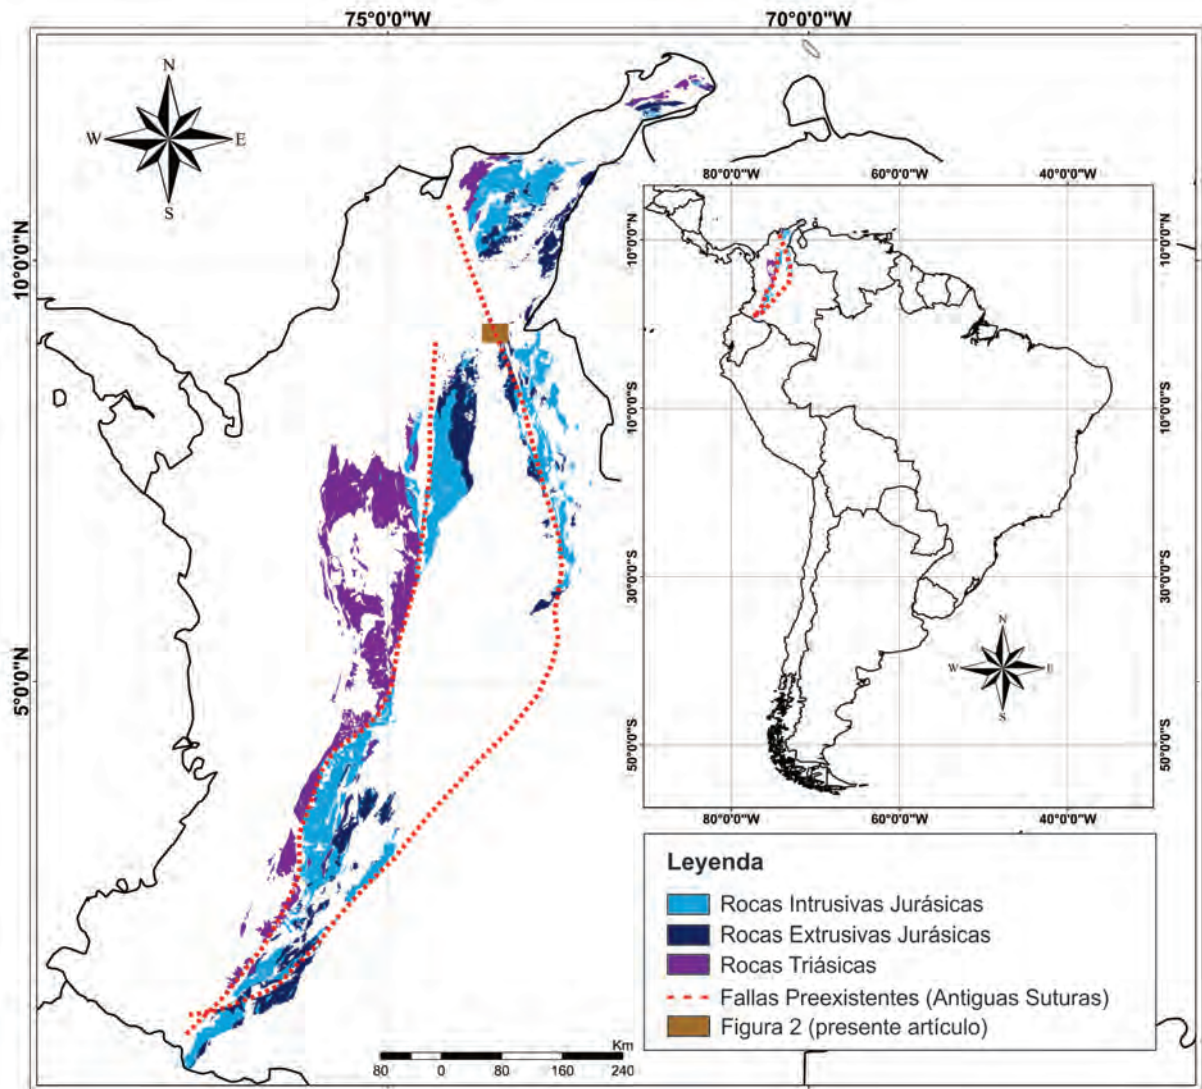 75°0'0"W
70°0'0"W
N
W
E
S
10°0'0"N
5°0'0"N
80°0'0"W
60°0'0"W
40°0'0"W
10°0'0"N
10°0'0"N
10°0'0"S
10°0'0"S
30°0'0"S
30°0'0"S
50°0'0"S
50°0'0"S
N
W
E
S
80°0'0"W
60°0'0"W
40°0'0"W
Leyenda
Rocas Intrusivas Jurásicas
Rocas Extrusivas Jurásicas
Rocas Triásicas
Fallas Preexistentes (Antiguas Suturas)
Figura 2 (presente artículo)
Km
80 0 80 160 240